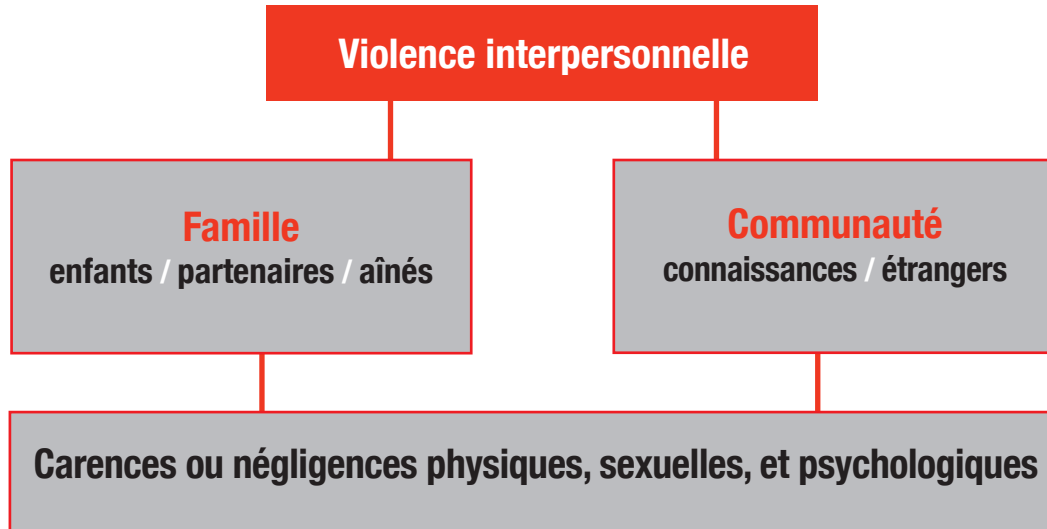 Violence interpersonnelle
Famille
enfants / partenaires / aînés
Communauté
connaissances / étrangers
Carences ou négligences physiques, sexuelles, et psychologiques